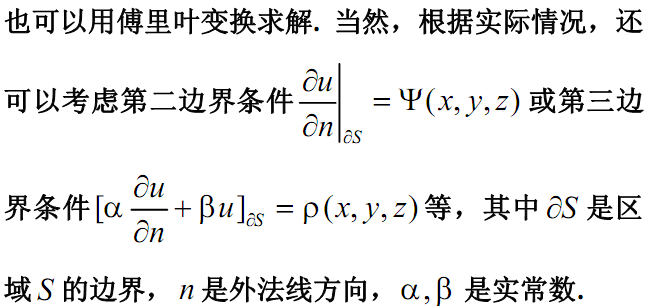 也可以用傅里叶变换求解. 当然，根据实际情况，还
可以考虑第二边界条件 ∂u/∂n|∂S = Ψ(x, y, z) 或第三边
界条件[α ∂u/∂n + βu]∂S = ρ(x, y, z) 等，其中 ∂S 是区
域 S 的边界， n 是外法线方向，α,β 是实常数.